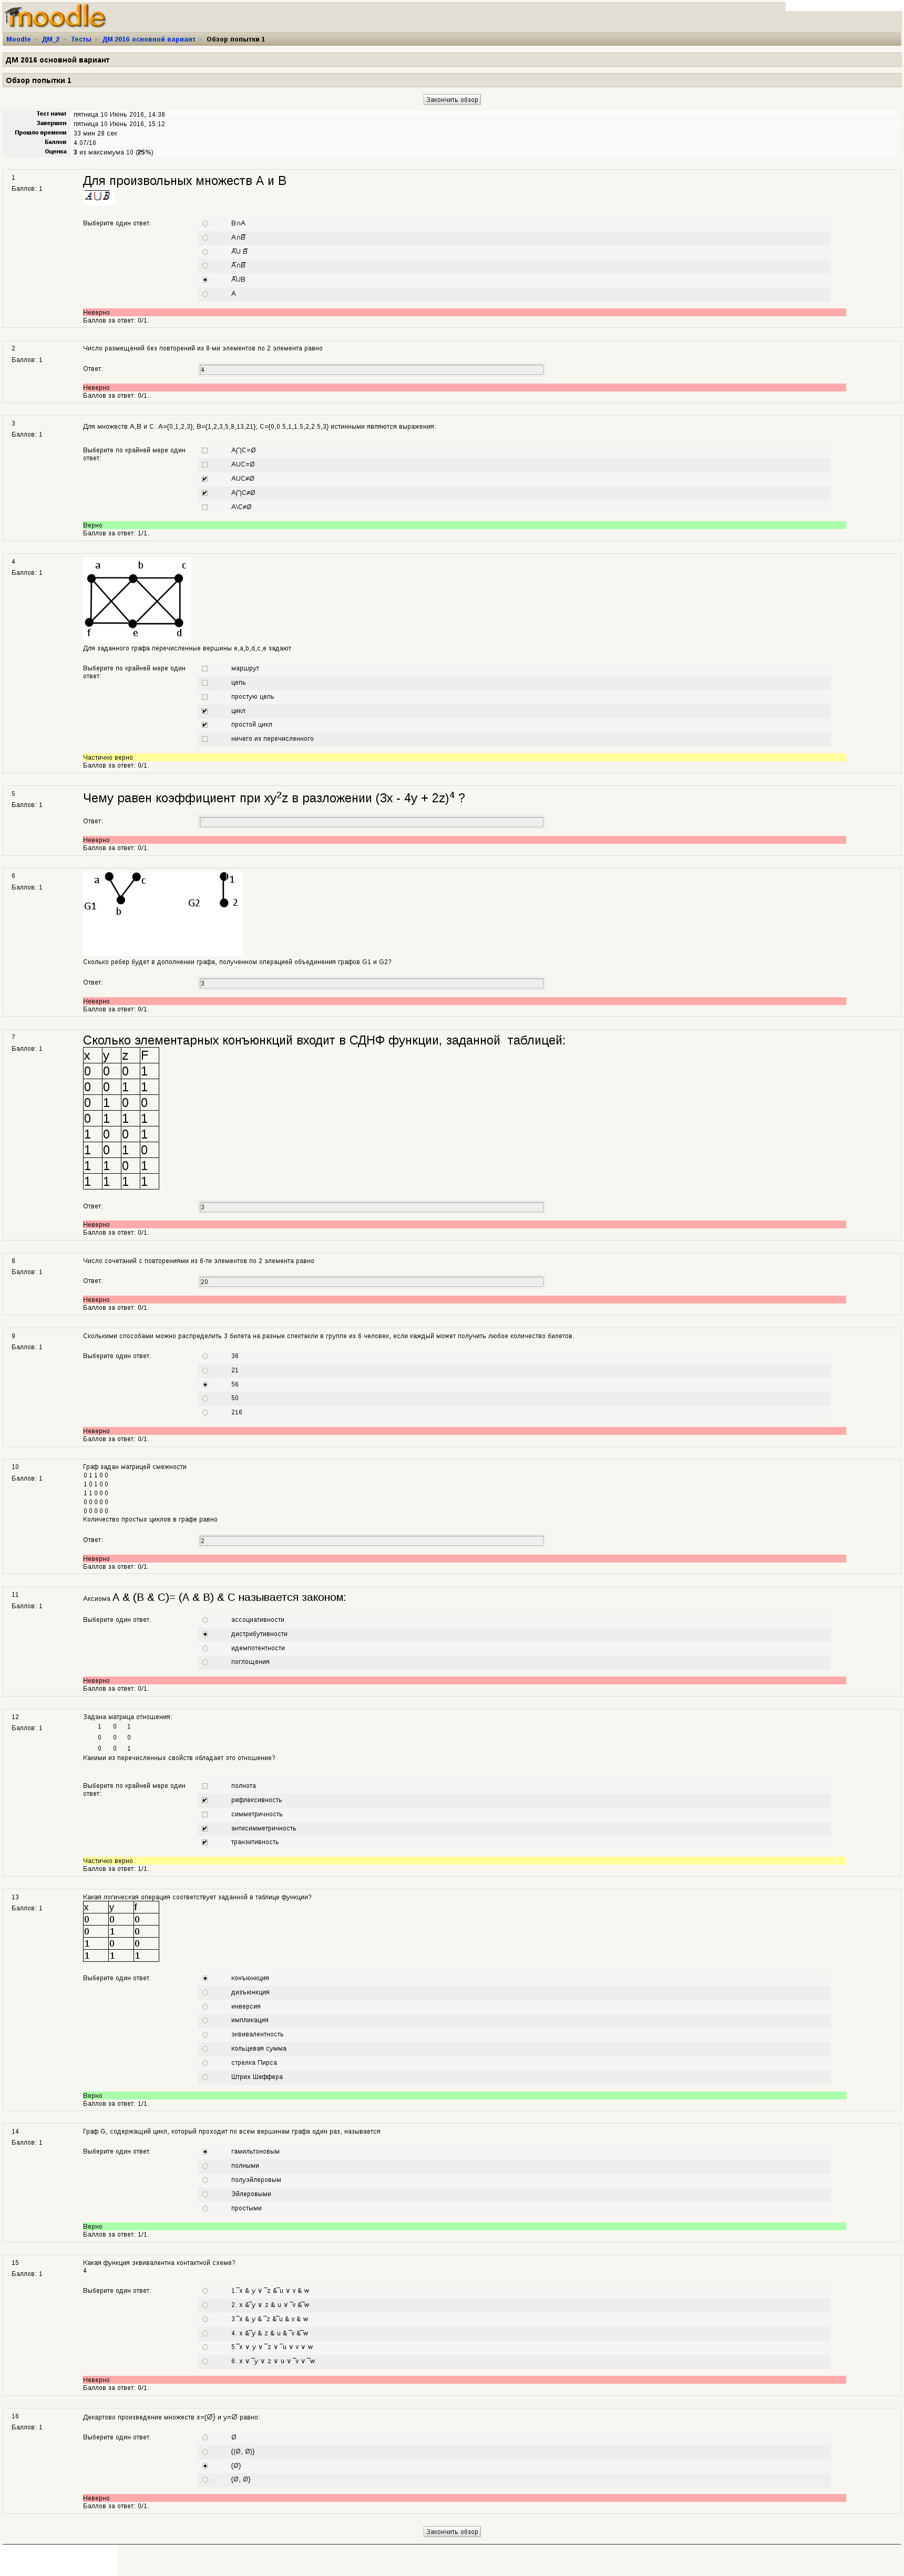 moodle
Moodle ► ДМ_2 ► Тесты ► ДМ 2016 основной вариант ► Обзор попытки 1
ДМ 2016 основной вариант
Обзор попытки 1
Закончить обзор
Тест начат пятница 10 Июнь 2016, 14:38
Завершен пятница 10 Июнь 2016, 15:12
Прошло времени 33 мин 28 сек
Баллов 4.07/16
Оценка 3 из максимума 10 (25%)
1
Баллов: 1
Для произвольных множеств А и В
A̅ ̅U̅ ̅B̅
Выберите один ответ.
B∩A
A∩B̅
A̅U B̅
A̅∩B̅
A̅UB
A
Неверно
Баллов за ответ: 0/1.
2
Баллов: 1
Число размещений без повторений из 8-ми элементов по 2 элемента равно
Ответ: 4
Неверно
Баллов за ответ: 0/1.
3
Баллов: 1
Для множеств A,B и C: A={0,1,2,3}; B={1,2,3,5,8,13,21}; C={0,0.5,1,1.5,2,2.5,3} истинными являются выражения:
Выберите по крайней мере один ответ:
A⋂C=Ø
AUC=Ø
AUC≠Ø
A⋂C≠Ø
A\C≠Ø
Верно
Баллов за ответ: 1/1.
4
Баллов: 1
a b c
f e d
Для заданного графа перечисленные вершины e,a,b,d,c,e задают
Выберите по крайней мере один ответ:
маршрут
цепь
простую цепь
цикл
простой цикл
ничего из перечисленного
Частично верно
Баллов за ответ: 0/1.
5
Баллов: 1
Чему равен коэффициент при xy²z в разложении (3x - 4y + 2z)⁴ ?
Ответ:
Неверно
Баллов за ответ: 0/1.
6
Баллов: 1
a c 1
G1 b G2 2
Сколько ребер будет в дополнении графа, полученном операцией объединения графов G1 и G2?
Ответ: 3
Неверно
Баллов за ответ: 0/1.
7
Баллов: 1
Сколько элементарных конъюнкций входит в СДНФ функции, заданной таблицей:
x y z F
0 0 0 1
0 0 1 1
0 1 0 0
0 1 1 1
1 0 0 1
1 0 1 0
1 1 0 1
1 1 1 1
Ответ: 3
Неверно
Баллов за ответ: 0/1.
8
Баллов: 1
Число сочетаний с повторениями из 6-ти элементов по 2 элемента равно
Ответ: 20
Неверно
Баллов за ответ: 0/1.
9
Баллов: 1
Сколькими способами можно распределить 3 билета на разные спектакли в группе из 6 человек, если каждый может получить любое количество билетов.
Выберите один ответ.
36
21
56
50
216
Неверно
Баллов за ответ: 0/1.
10
Баллов: 1
Граф задан матрицей смежности
0 1 1 0 0
1 0 1 0 0
1 1 0 0 0
0 0 0 0 0
0 0 0 0 0
Количество простых циклов в графе равно
Ответ: 2
Неверно
Баллов за ответ: 0/1.
11
Баллов: 1
Аксиома A & (B & C)= (A & B) & C называется законом:
Выберите один ответ.
ассоциативности
дистрибутивности
идемпотентности
поглощения
Неверно
Баллов за ответ: 0/1.
12
Баллов: 1
Задана матрица отношения:
1 0 1
0 0 0
0 0 1
Какими из перечисленных свойств обладает это отношение?
Выберите по крайней мере один ответ:
полнота
рефлексивность
симметричность
антисимметричность
транзитивность
Частично верно
Баллов за ответ: 1/1.
13
Баллов: 1
Какая логическая операция соответствует заданной в таблице функции?
x y f
0 0 0
0 1 0
1 0 0
1 1 1
Выберите один ответ.
конъюнкция
дизъюнкция
инверсия
импликация
эквивалентность
кольцевая сумма
стрелка Пирса
Штрих Шеффера
Верно
Баллов за ответ: 1/1.
14
Баллов: 1
Граф G, содержащий цикл, который проходит по всем вершинам графа один раз, называется
Выберите один ответ.
гамильтоновым
полными
полуэйлеровым
Эйлеровыми
простыми
Верно
Баллов за ответ: 1/1.
15
Баллов: 1
Какая функция эквивалентна контактной схеме?
4
Выберите один ответ.
1.‾x & y ∨ ‾z &‾u ∨ v & w
2. x &‾y ∨ z & u ∨ ‾v &‾w
3.‾x & y & ‾z &‾u & v & w
4. x &‾y & z & u & ‾v &‾w
5.‾x ∨ y ∨ ‾z ∨ ‾u ∨ v ∨ w
6. x ∨ ‾y ∨ z ∨ u ∨ ‾v ∨ ‾w
Неверно
Баллов за ответ: 0/1.
16
Баллов: 1
Декартово произведение множеств x={Ø} и y=Ø равно:
Выберите один ответ.
Ø
{(Ø, Ø)}
{Ø}
{Ø, Ø}
Неверно
Баллов за ответ: 0/1.
Закончить обзор